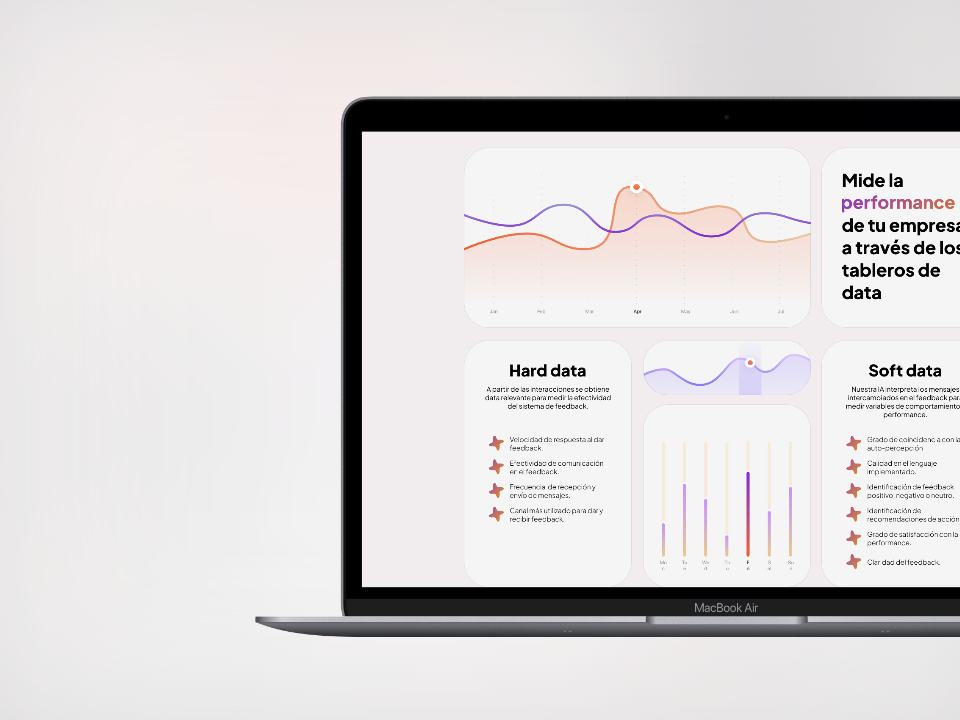 Mide la
performance
de tu empresa
a través de los
tableros de
data
Jan Feb Mar Apr May Jun Jul
Hard data
A partir de las interacciones se obtiene
data relevante para medir la efectividad
del sistema de feedback.
Velocidad de respuesta al dar
feedback.
Efectividad de comunicación
en el feedback.
Frecuencia de recepción y
envío de mensajes.
Canal más utilizado para dar y
recibir feedback.
Mo Tu We Th F S Su
n e d u ri at n
Soft data
Nuestra IA interpreta los mensajes
intercambiados en el feedback para
medir variables de comportamiento
performance.
Grado de coincidencia con la
auto-percepción
Calidad en el lenguaje
implementado.
Identificación de feedback
positivo, negativo o neutro.
Identificación de
recomendaciones de acción
Grado de satisfacción con la
performance.
Claridad del feedback.
MacBook Air